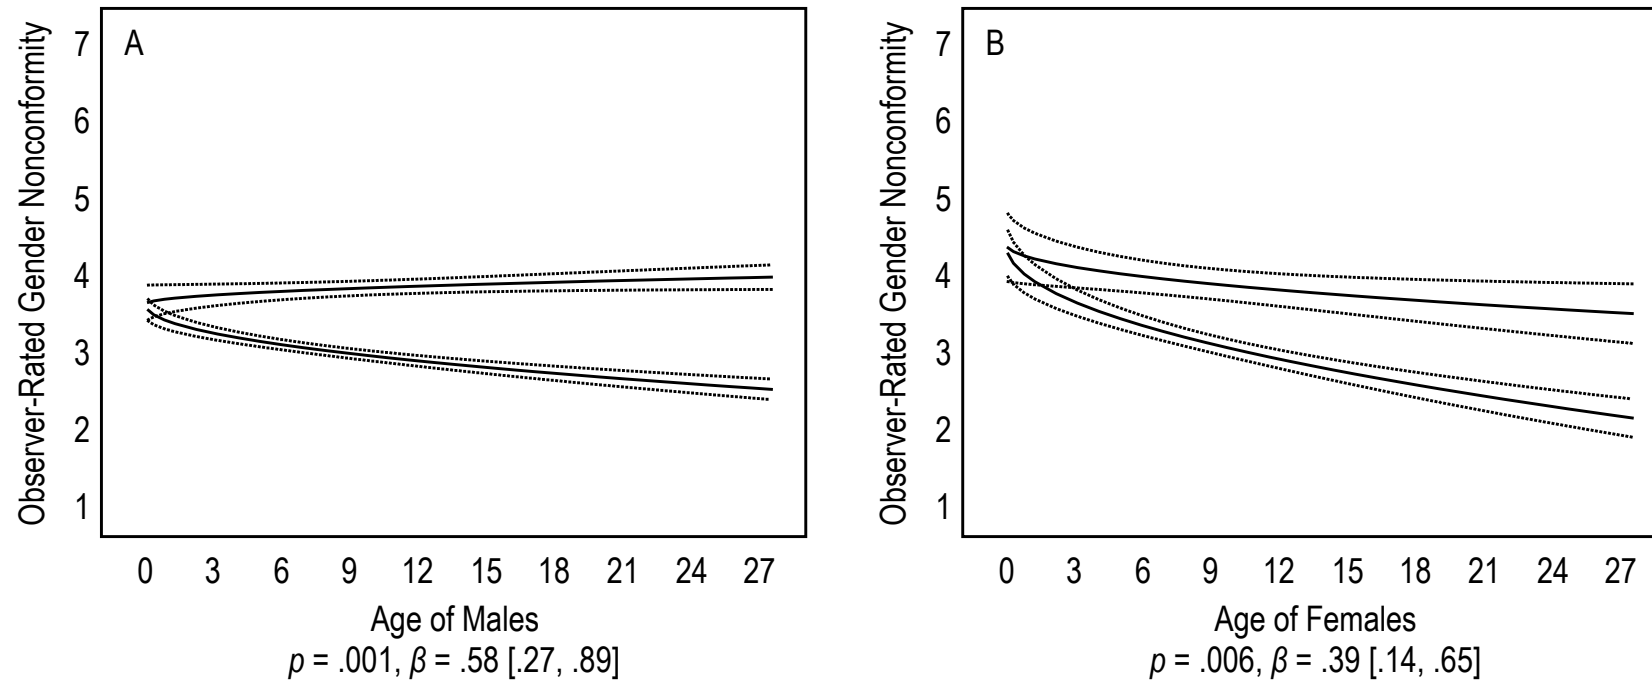 Observer-Rated Gender Nonconformity
7
6
5
4
3
2
1
A
0 3 6 9 12 15 18 21 24 27
Age of Males
p = .001, β = .58 [.27, .89]
Observer-Rated Gender Nonconformity
7
6
5
4
3
2
1
B
0 3 6 9 12 15 18 21 24 27
Age of Females
p = .006, β = .39 [.14, .65]